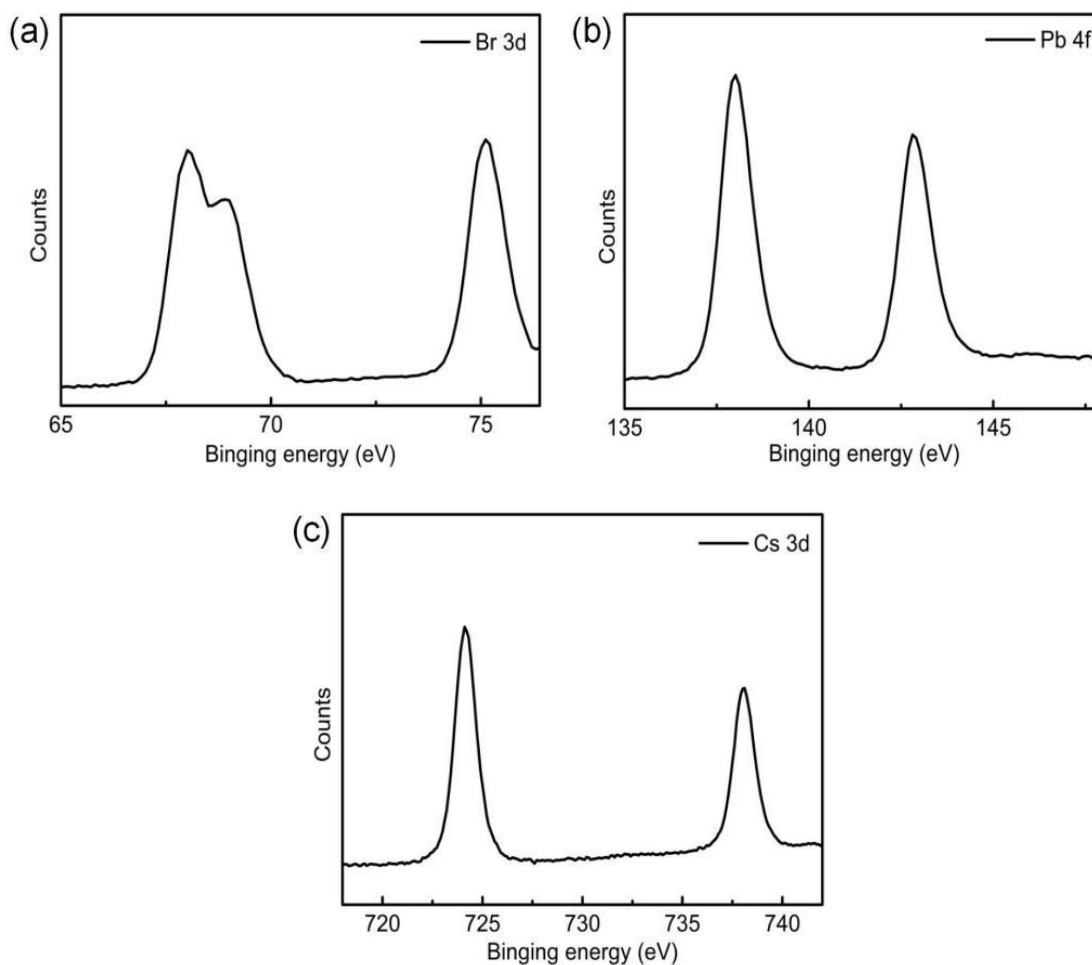 (a)
Br 3d
Counts
65 70 75
Binging energy (eV)
(b)
Pb 4f
Counts
135 140 145
Binging energy (eV)
(c)
Cs 3d
Counts
720 725 730 735 740
Binging energy (eV)